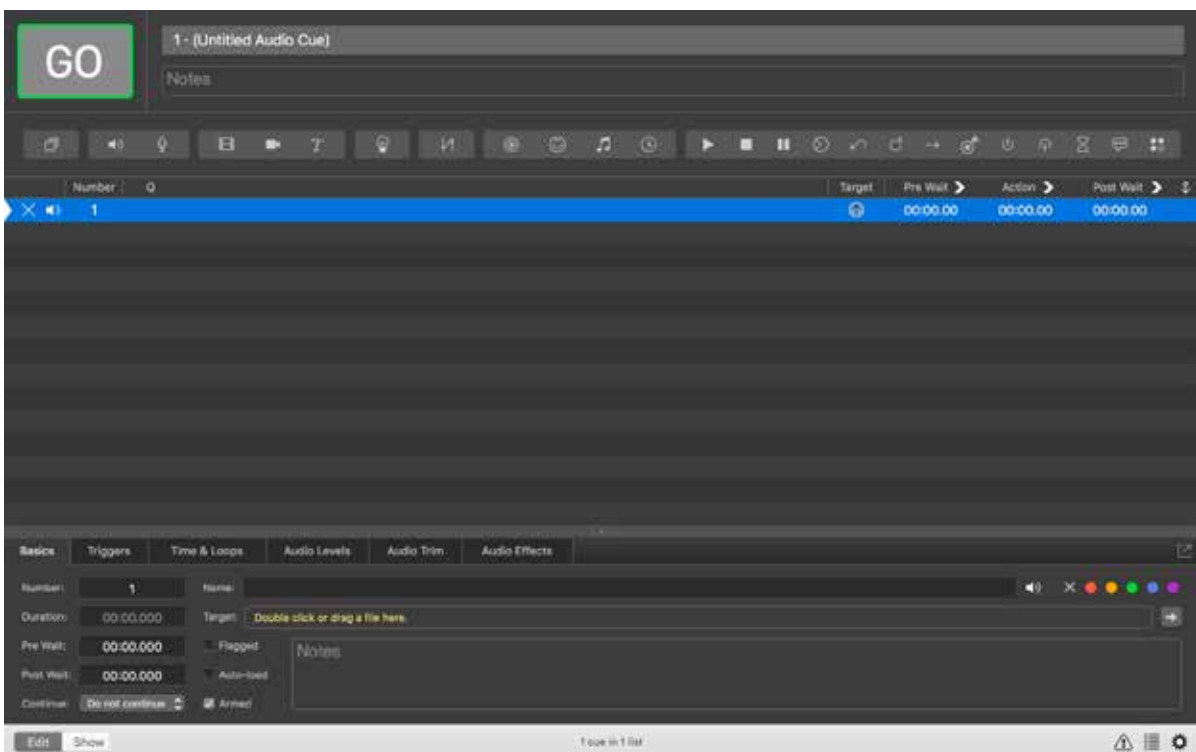 GO
1 - (Untitled Audio Cue)
Notes
Number Q Target Pre Wait Action Post Wait
1 00:00.00 00:00.00 00:00.00
Basics Triggers Time & Loops Audio Levels Audio Trim Audio Effects
Number: 1 Name:
Duration: 00:00.000 Target: Double click or drag a file here.
Pre Wait: 00:00.000 Flagged Notes
Post Wait: 00:00.000 Auto-load
Continue: Do not continue Armed
Edit Show 1 cue in 1 list